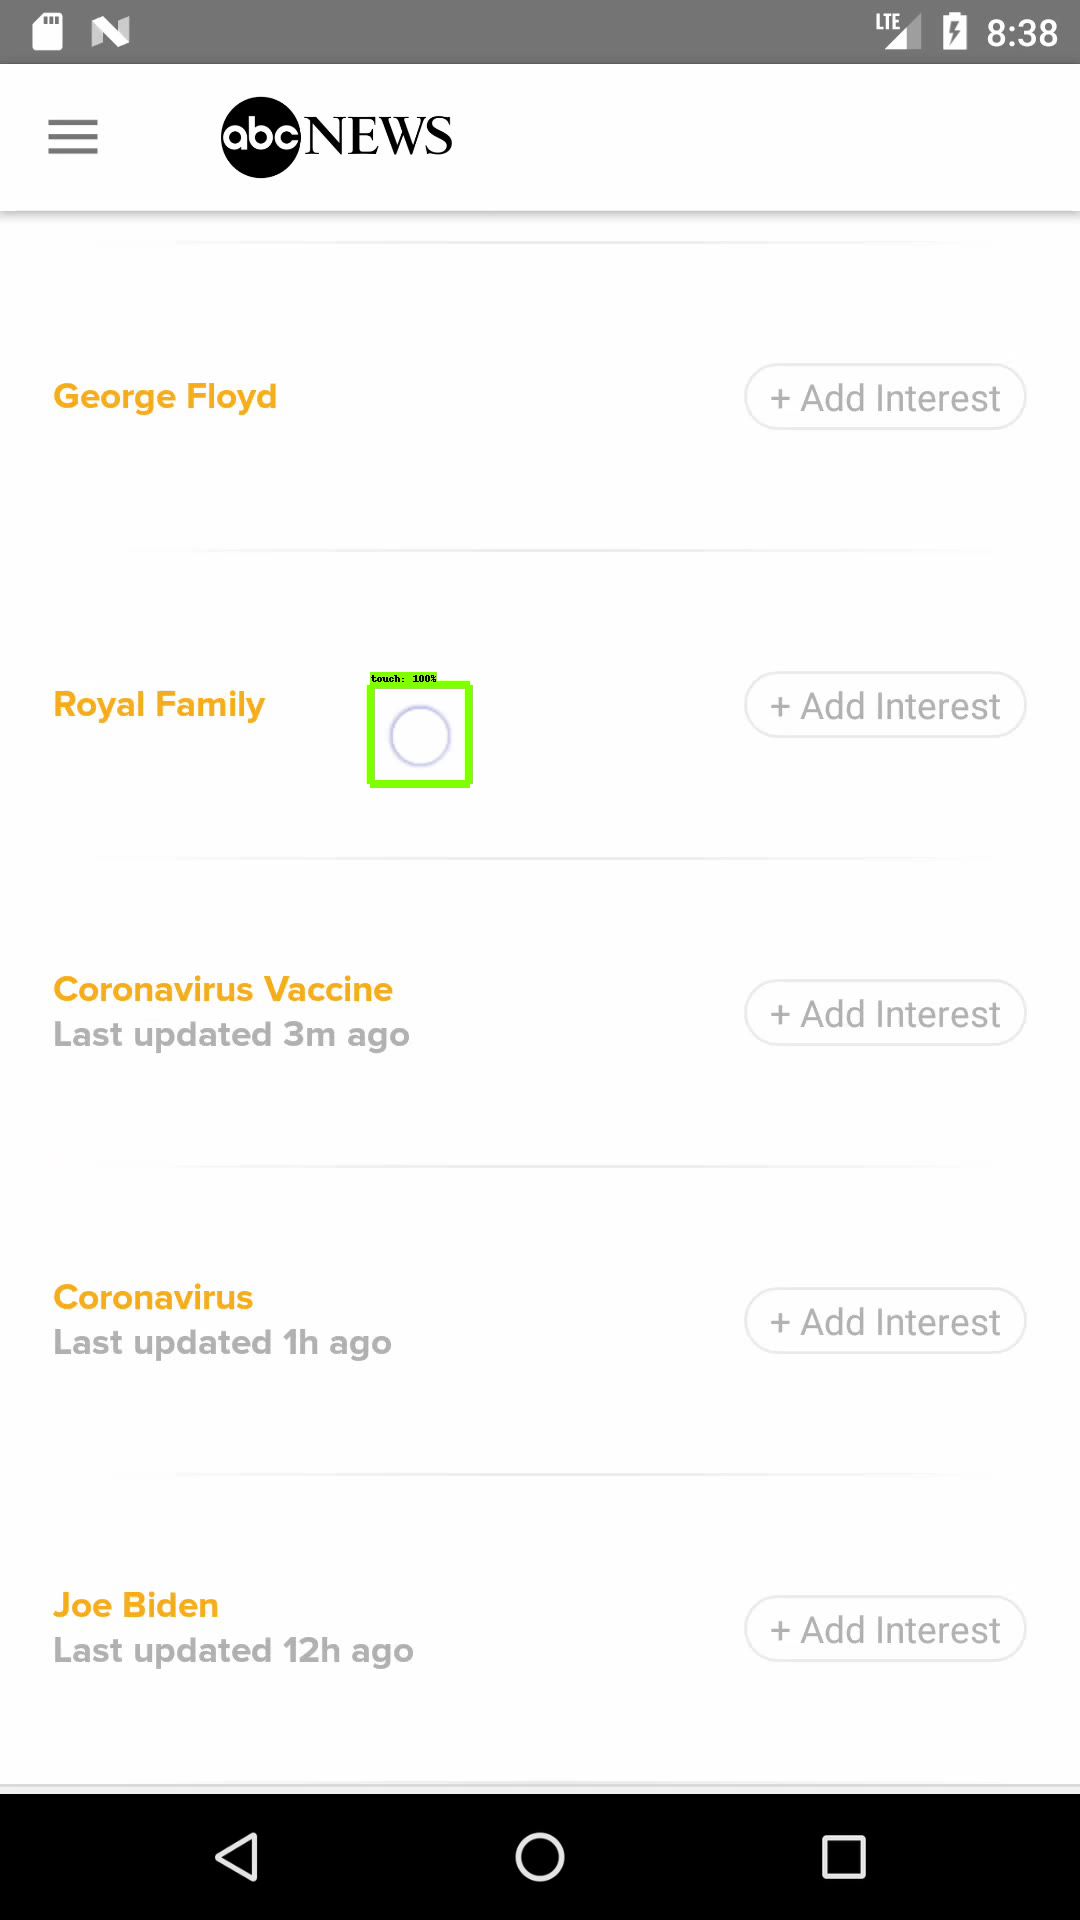 LTE 8:38
abc NEWS
George Floyd
+ Add Interest
touch: 100%
Royal Family
+ Add Interest
Coronavirus Vaccine
Last updated 3m ago
+ Add Interest
Coronavirus
Last updated 1h ago
+ Add Interest
Joe Biden
Last updated 12h ago
+ Add Interest